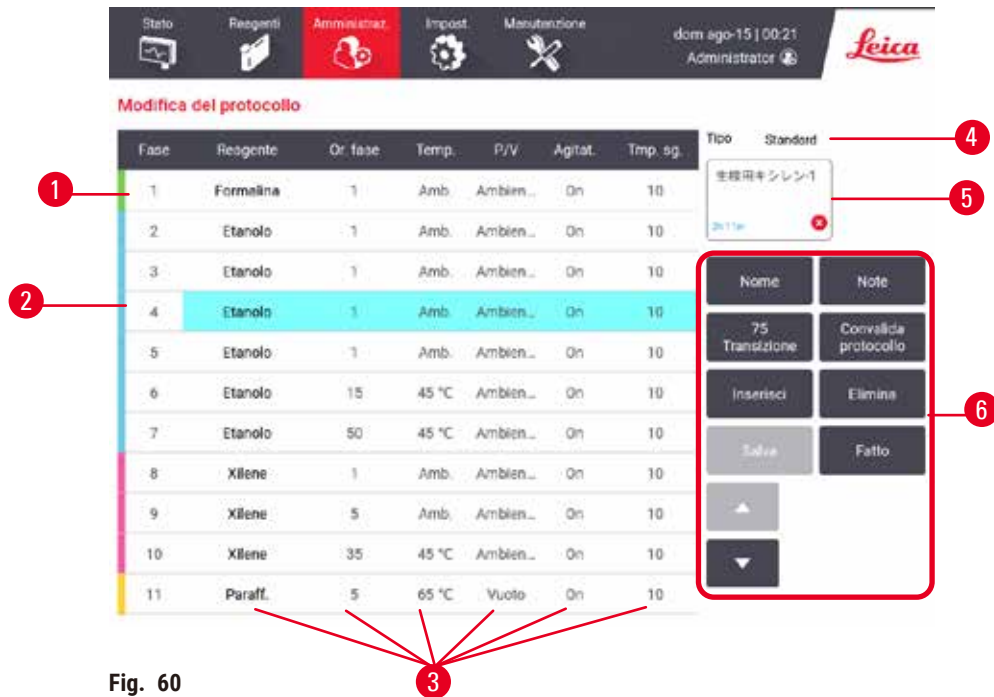 Stato Reagenti Amministraz. Impost. Manutenzione
dom ago-15 | 00:21
Administrator
Leica
Modifica del protocollo
Fase Reagente Or. fase Temp. P/V Agitat. Tmp. sg.
1 Formalina 1 Amb. Ambien... On 10
2 Etanolo 1 Amb. Ambien... On 10
3 Etanolo 1 Amb. Ambien... On 10
4 Etanolo 1 Amb. Ambien... On 10
5 Etanolo 1 Amb. Ambien... On 10
6 Etanolo 15 45 °C Ambien... On 10
7 Etanolo 50 45 °C Ambien... On 10
8 Xilene 1 Amb. Ambien... On 10
9 Xilene 5 Amb. Ambien... On 10
10 Xilene 35 45 °C Ambien... On 10
11 Paraff. 5 65 °C Vuoto On 10
Tipo Standard
生検用キシレン-1
2h 11m
Nome Note
75
Transizione
Convalida
protocollo
Inserisci Elimina
Salva Fatto
1
2
3
4
5
6
Fig. 60